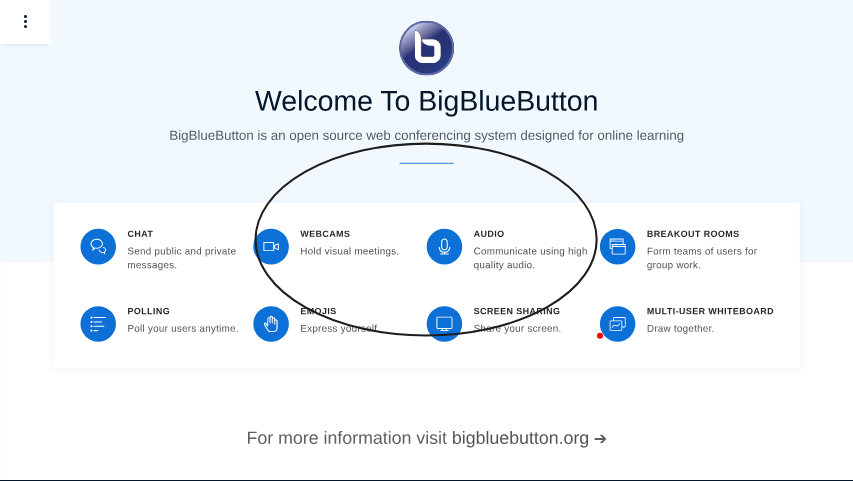 Welcome To BigBlueButton
BigBlueButton is an open source web conferencing system designed for online learning
CHAT
Send public and private
messages.
WEBCAMS
Hold visual meetings.
AUDIO
Communicate using high
quality audio.
BREAKOUT ROOMS
Form teams of users for
group work.
POLLING
Poll your users anytime.
EMOJIS
Express yourself.
SCREEN SHARING
Share your screen.
MULTI-USER WHITEBOARD
Draw together.
For more information visit bigbluebutton.org ➔